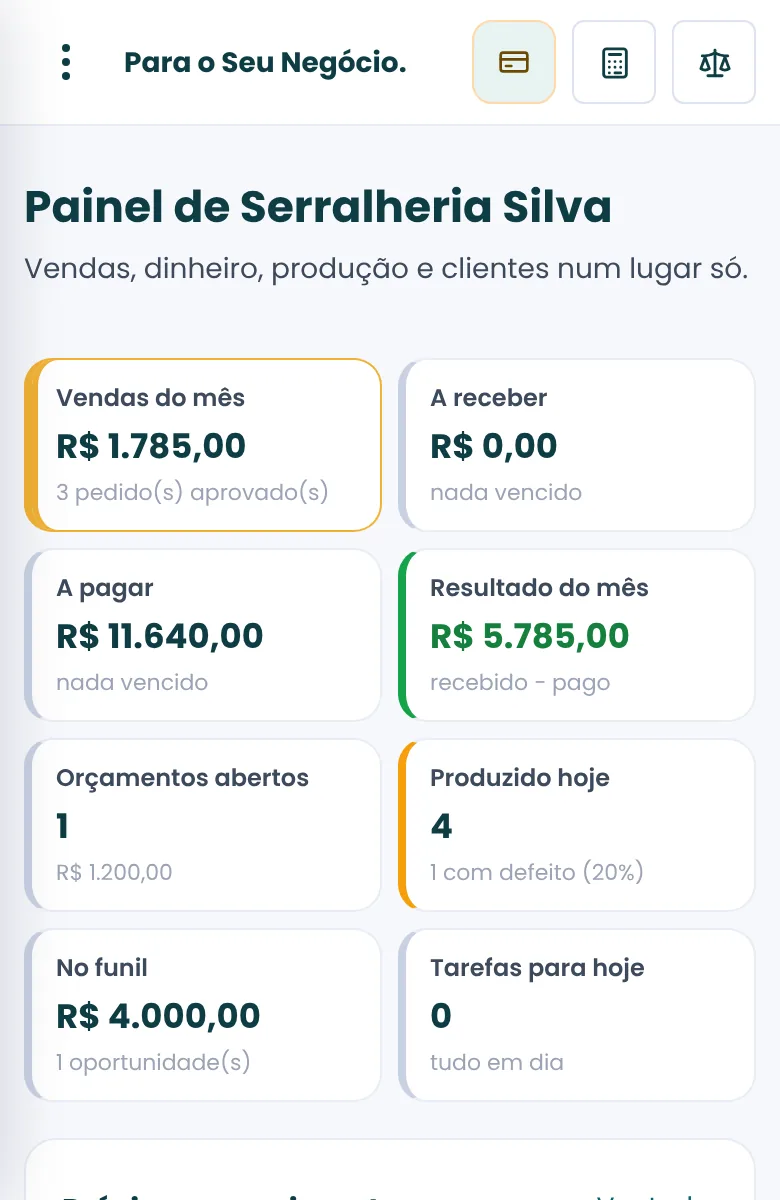 Para o Seu Negócio.
Painel de Serralheria Silva
Vendas, dinheiro, produção e clientes num lugar só.
Vendas do mês
R$ 1.785,00
3 pedido(s) aprovado(s)
A receber
R$ 0,00
nada vencido
A pagar
R$ 11.640,00
nada vencido
Resultado do mês
R$ 5.785,00
recebido - pago
Orçamentos abertos
1
R$ 1.200,00
Produzido hoje
4
1 com defeito (20%)
No funil
R$ 4.000,00
1 oportunidade(s)
Tarefas para hoje
0
tudo em dia